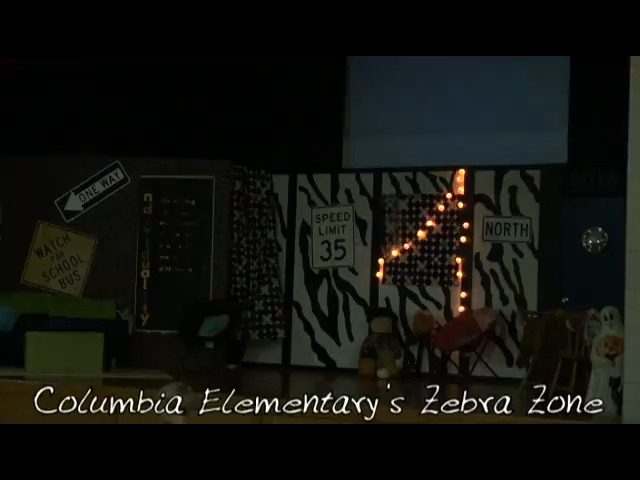 ONE WAY
WATCH
FOR
SCHOOL
BUS
SPEED
LIMIT
35
NORTH
Columbia Elementary's Zebra Zone